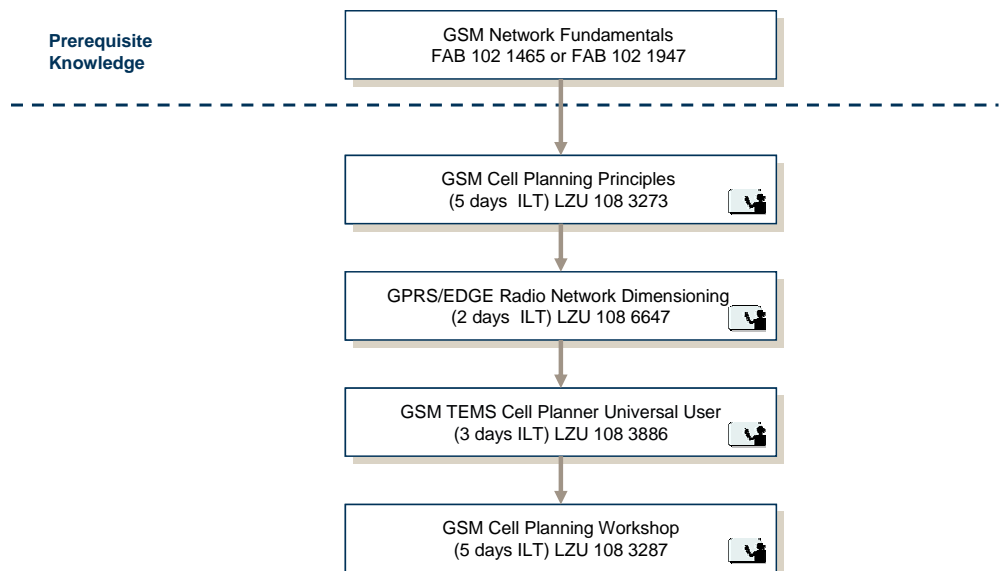 Prerequisite
Knowledge
GSM Network Fundamentals
FAB 102 1465 or FAB 102 1947
GSM Cell Planning Principles
(5 days ILT) LZU 108 3273
GPRS/EDGE Radio Network Dimensioning
(2 days ILT) LZU 108 6647
GSM TEMS Cell Planner Universal User
(3 days ILT) LZU 108 3886
GSM Cell Planning Workshop
(5 days ILT) LZU 108 3287